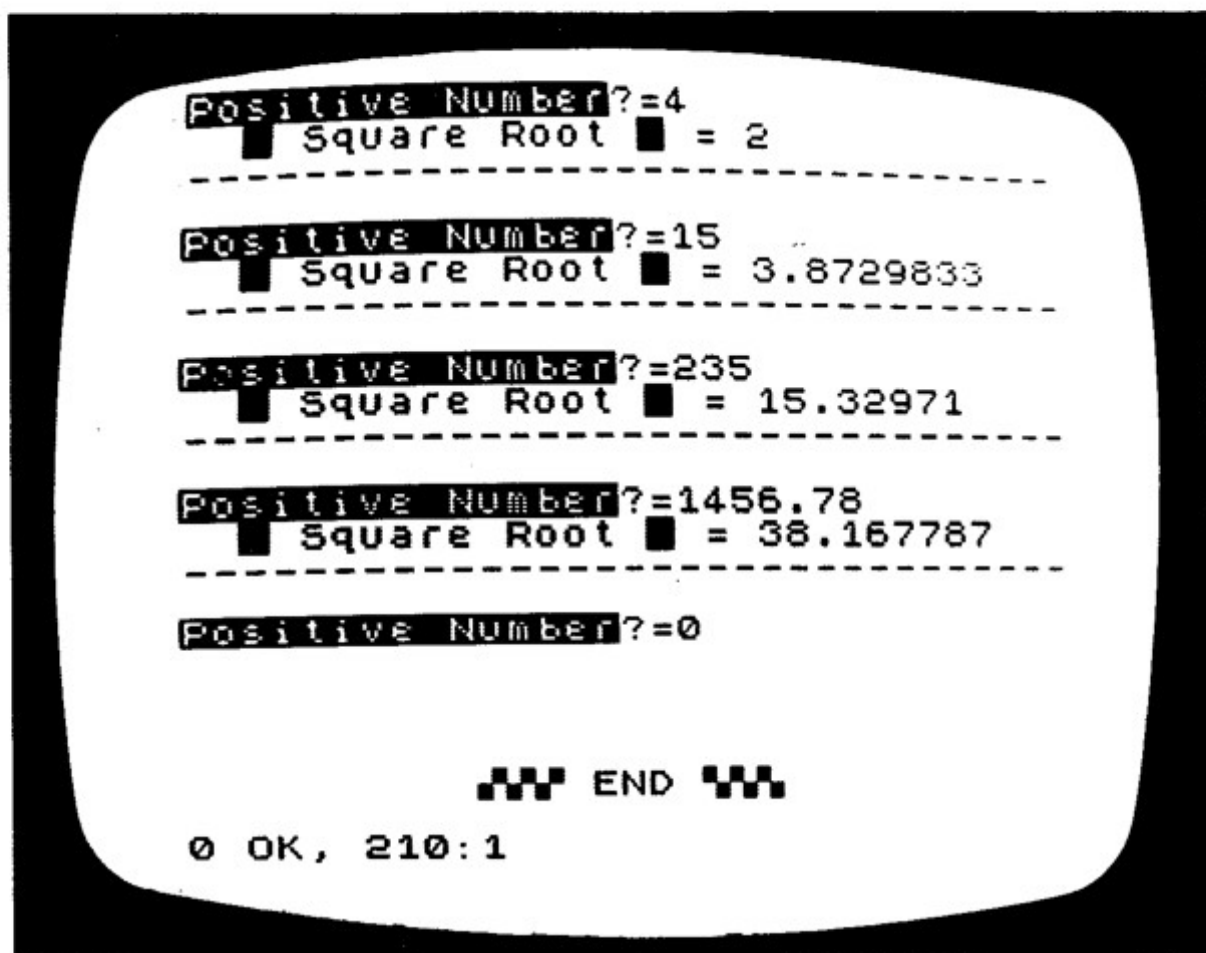 Positive Number?=4
Square Root = 2
Positive Number?=15
Square Root = 3.8729833
Positive Number?=235
Square Root = 15.32971
Positive Number?=1456.78
Square Root = 38.167787
Positive Number?=0
END
0 OK, 210:1